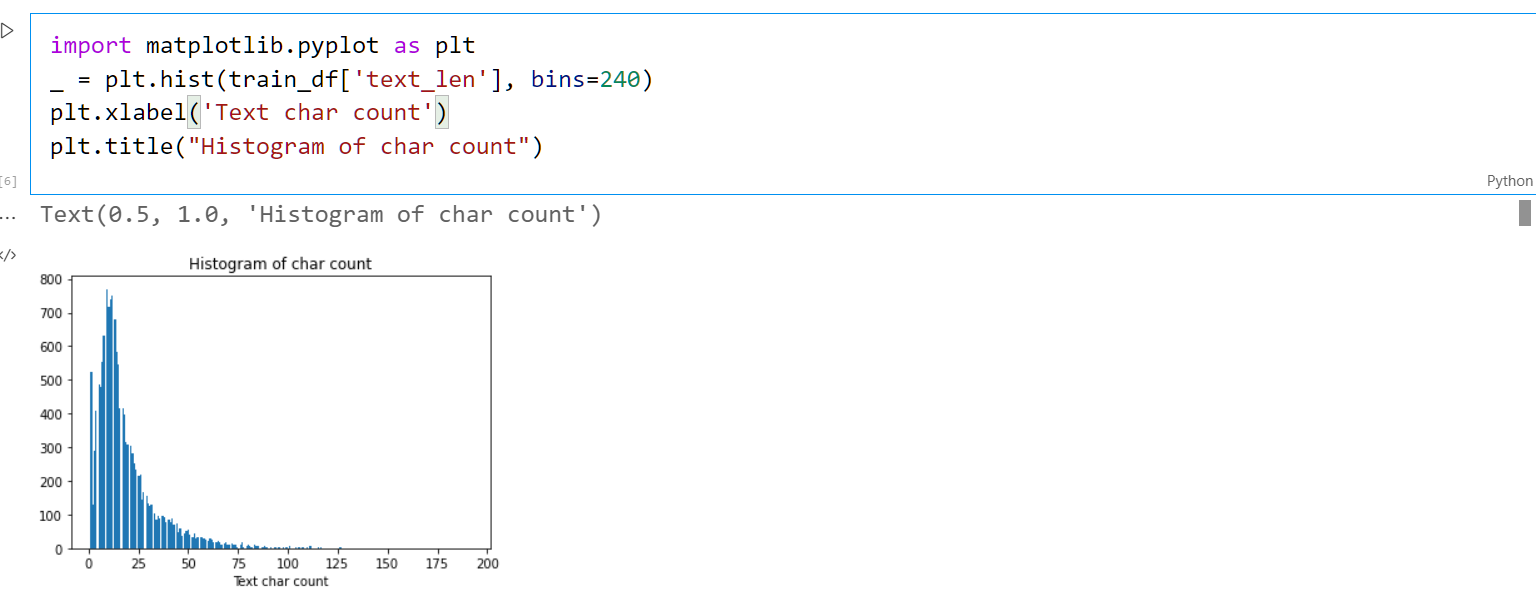 import matplotlib.pyplot as plt
_ = plt.hist(train_df['text_len'], bins=240)
plt.xlabel('Text char count')
plt.title("Histogram of char count")
[6]
Python
... Text(0.5, 1.0, 'Histogram of char count')
</>
Histogram of char count
800
700
600
500
400
300
200
100
0
0 25 50 75 100 125 150 175 200
Text char count